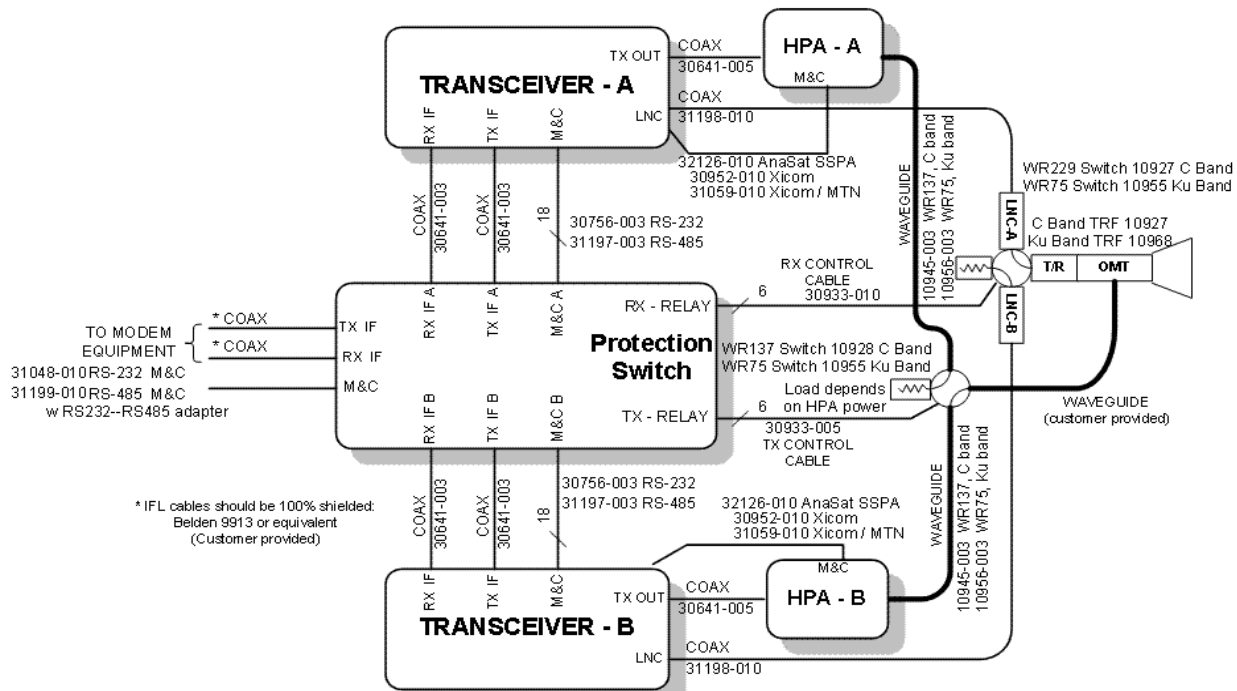 TRANSCEIVER - A
TX OUT
LNC
RX IF
TX IF
M&C
COAX
30641-005
HPA - A
M&C
COAX
31198-010
32126-010 AnaSat SSPA
30952-010 Xicom
31059-010 Xicom / MTN
COAX
30641-003
COAX
30641-003
18
30756-003 RS-232
31197-003 RS-485
WAVEGUIDE
10945-003 WR137, C band
10956-003 WR75, Ku band
WR229 Switch 10927 C Band
WR75 Switch 10955 Ku Band
LNC-A
C Band TRF 10927
Ku Band TRF 10968
T/R
OMT
LNC-B
RX CONTROL
CABLE
30933-010
6
RX IF A
TX IF A
M&C A
RX - RELAY
Protection
Switch
TX IF
RX IF
M&C
TO MODEM
EQUIPMENT
* COAX
* COAX
31048-010 RS-232 M&C
31199-010 RS-485 M&C
w RS232--RS485 adapter
RX IF B
TX IF B
M&C B
TX - RELAY
WR137 Switch 10928 C Band
WR75 Switch 10955 Ku Band
Load depends
on HPA power
6
30933-005
TX CONTROL
CABLE
WAVEGUIDE
(customer provided)
* IFL cables should be 100% shielded:
Belden 9913 or equivalent
(Customer provided)
COAX
30641-003
COAX
30641-003
18
30756-003 RS-232
31197-003 RS-485
32126-010 AnaSat SSPA
30952-010 Xicom
31059-010 Xicom / MTN
WAVEGUIDE
10945-003 WR137, C band
10956-003 WR75, Ku band
RX IF
TX IF
M&C
TX OUT
TRANSCEIVER - B
LNC
COAX
30641-005
M&C
HPA - B
COAX
31198-010